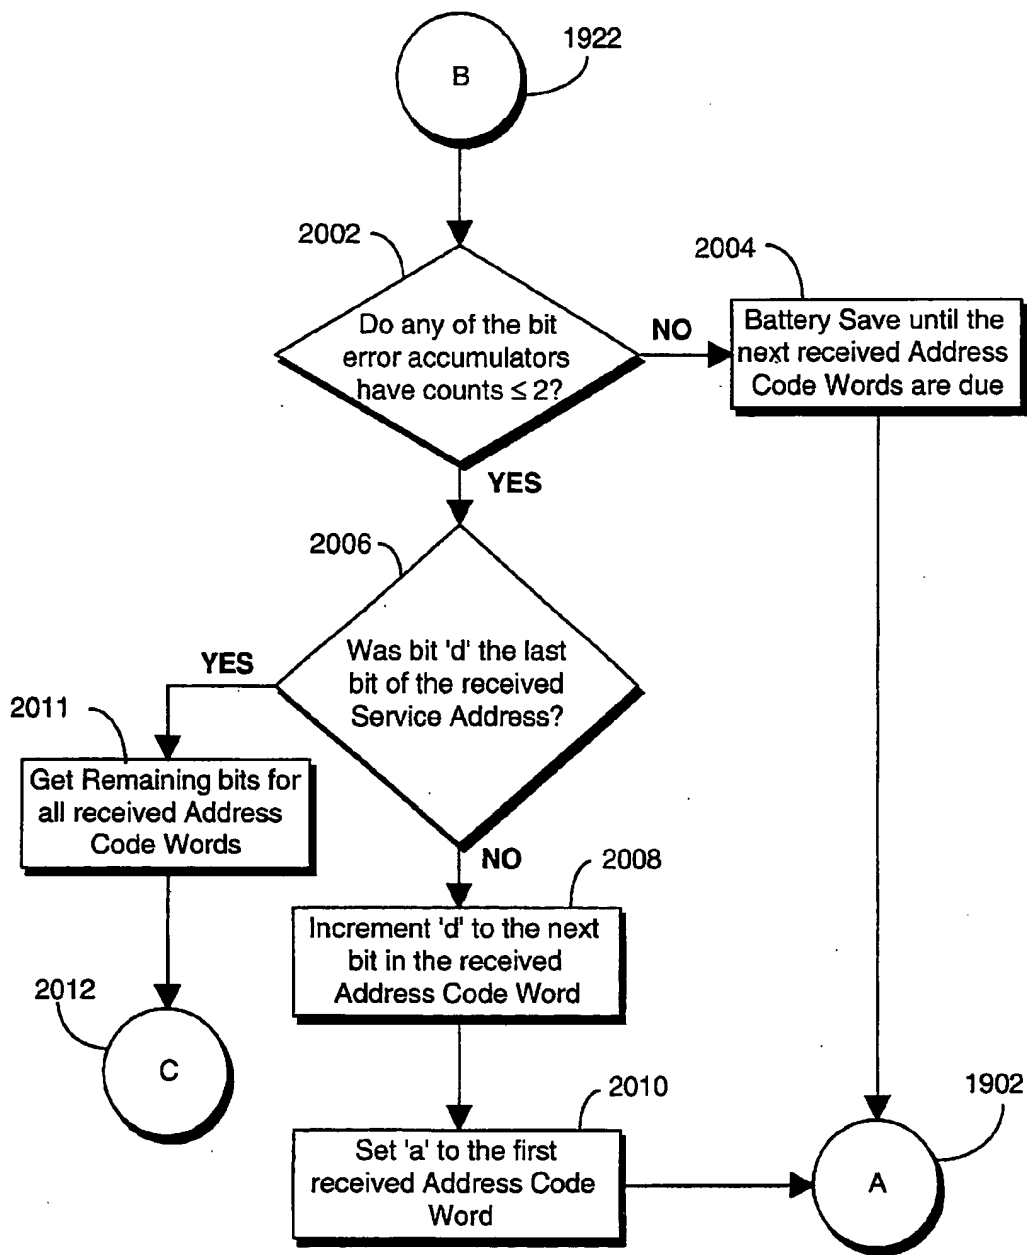 1922
B
2002
Do any of the bit
error accumulators
have counts ≤ 2?
NO
2004
Battery Save until the
next received Address
Code Words are due
YES
2006
Was bit 'd' the last
bit of the received
Service Address?
YES
2011
Get Remaining bits for
all received Address
Code Words
NO
2008
Increment 'd' to the next
bit in the received
Address Code Word
2012
C
2010
Set 'a' to the first
received Address Code
Word
1902
A